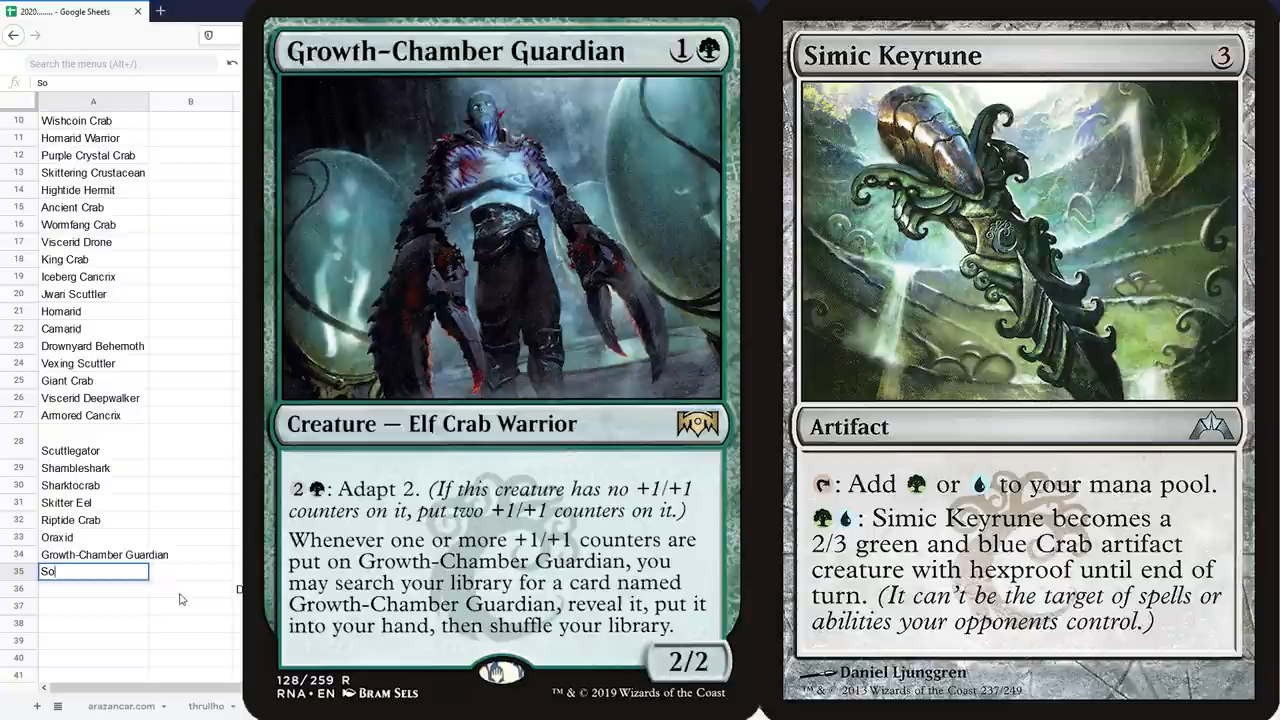 2020........ - Google Sheets
Search the menus (Alt+/)
fx So
A B
10 Wishcoin Crab
11 Homarid Warrior
12 Purple Crystal Crab
13 Skittering Crustacean
14 Hightide Hermit
15 Ancient Crab
16 Wormfang Crab
17 Viscerid Drone
18 King Crab
19 Iceberg Cancrix
20 Jwari Scuttler
21 Homarid
22 Camarid
23 Drownyard Behemoth
24 Vexing Scuttler
25 Giant Crab
26 Viscerid Deepwalker
27 Armored Cancrix
28 Scuttlegator
29 Shambleshark
30 Sharktocrab
31 Skitter Eel
32 Riptide Crab
33 Oraxid
34 Growth-Chamber Guardian
35 So
36 D
37
38
39
40
41
arazancar.com thrullho
Growth-Chamber Guardian 1
Creature — Elf Crab Warrior
2 : Adapt 2. (If this creature has no +1/+1
counters on it, put two +1/+1 counters on it.)
Whenever one or more +1/+1 counters are
put on Growth-Chamber Guardian, you
may search your library for a card named
Growth-Chamber Guardian, reveal it, put it
into your hand, then shuffle your library.
2/2
128/259 R
RNA • EN Bram Sels
™ & © 2019 Wizards of the Coast
Simic Keyrune 3
Artifact
: Add or to your mana pool.
: Simic Keyrune becomes a
2/3 green and blue Crab artifact
creature with hexproof until end of
turn. (It can't be the target of spells or
abilities your opponents control.)
Daniel Ljunggren
™ & © 2013 Wizards of the Coast 237/249